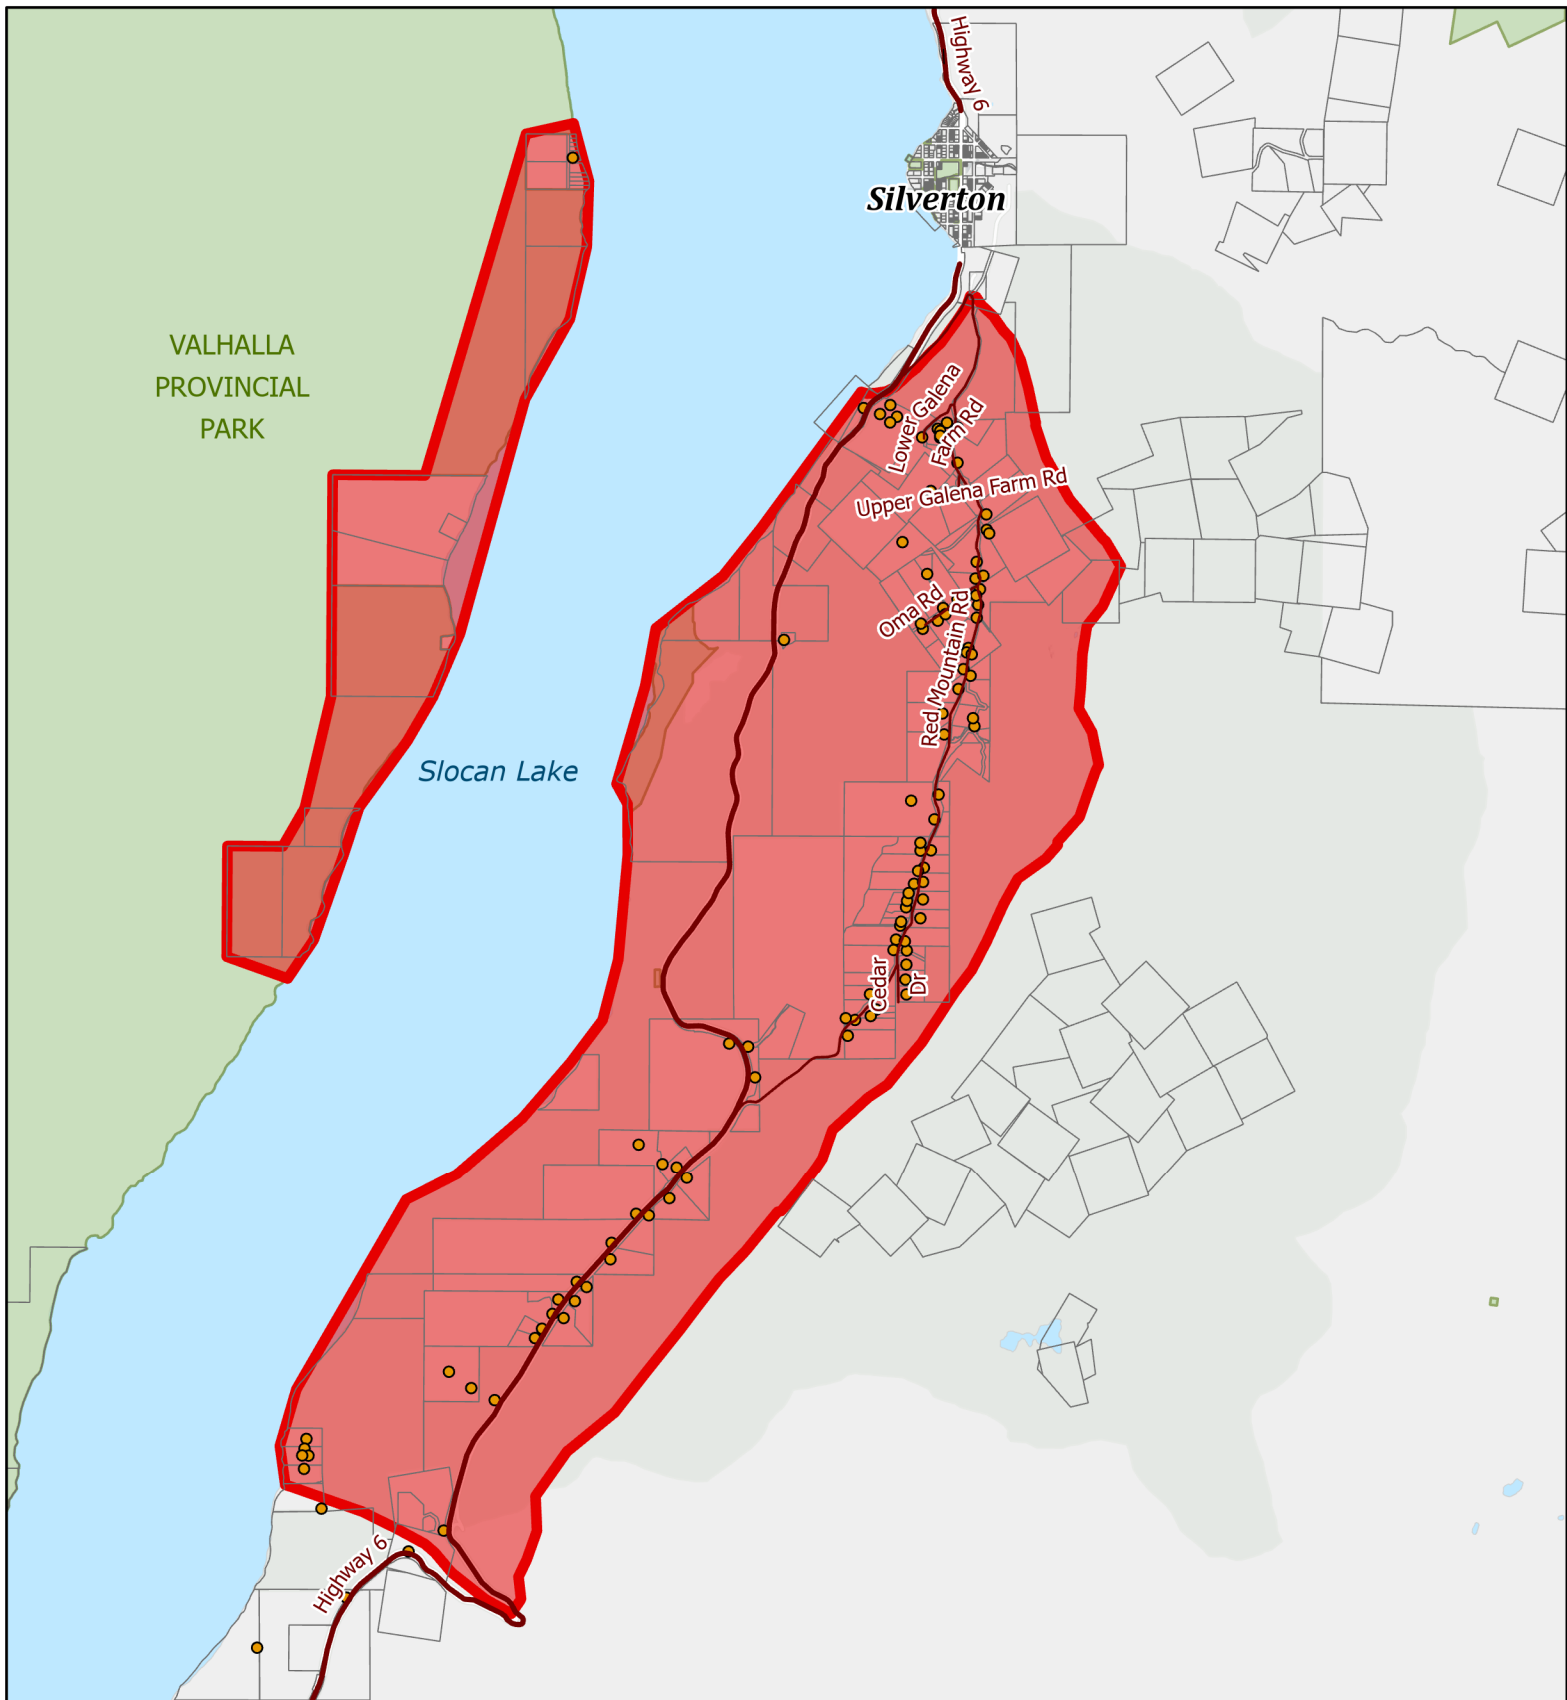 Highway 6
Silverton
VALHALLA
PROVINCIAL
PARK
Lower Galena
Farm Rd
Upper Galena Farm Rd
Oma Rd
Red Mountain Rd
Slocan Lake
Cedar
Dr
Highway 6